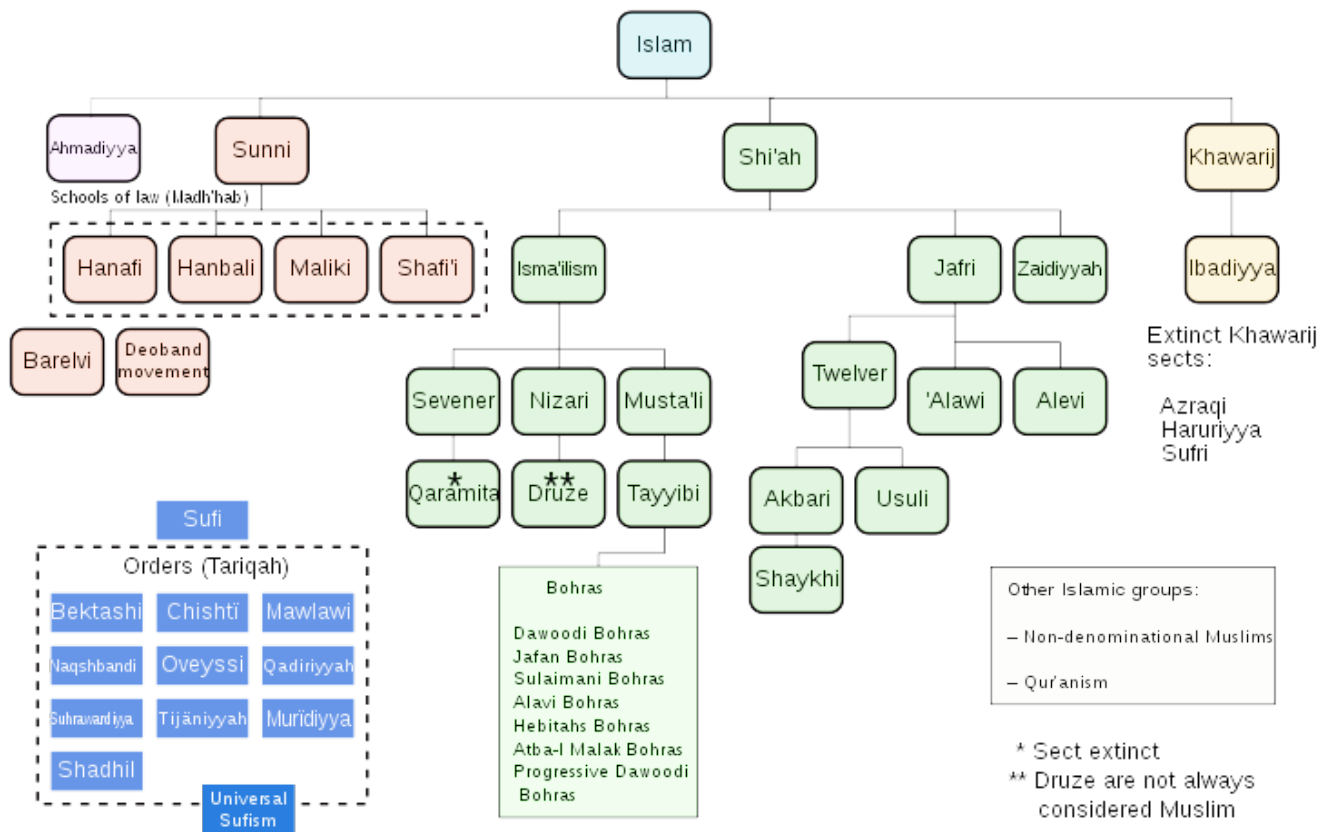 Islam
Ahmadiyya
Sunni
Shi'ah
Khawarij
Schools of law (Madh'hab)
Hanafi
Hanbali
Maliki
Shafi'i
Isma'ilism
Jafri
Zaidiyyah
Ibadiyya
Barelvi
Deoband
movement
Extinct Khawarij
sects:
Azraqi
Haruriyya
Sufri
Sevener
Nizari
Musta'li
Twelver
'Alawi
Alevi
*
Qaramita
**
Druze
Tayyibi
Akbari
Usuli
Shaykhi
Sufi
Orders (Tariqah)
Bektashi
Chishtï
Mawlawi
Naqshbandi
Oveyssi
Qadiriyyah
Suhrawardiyya
Tijäniyyah
Murïdiyya
Shadhil
Universal
Sufism
Bohras
Dawoodi Bohras
Jafan Bohras
Sulaimani Bohras
Alavi Bohras
Hebitahs Bohras
Atba-I Malak Bohras
Progressive Dawoodi
Bohras
Other Islamic groups:
– Non-denominational Muslims
– Qur'anism
* Sect extinct
** Druze are not always
considered Muslim